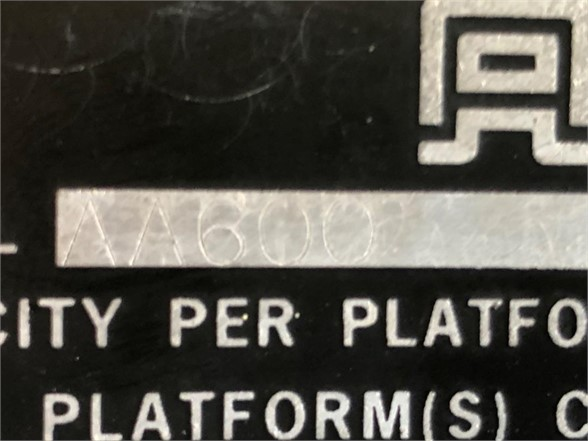 AA600
CITY PER PLATFO
PLATFORM(S) C